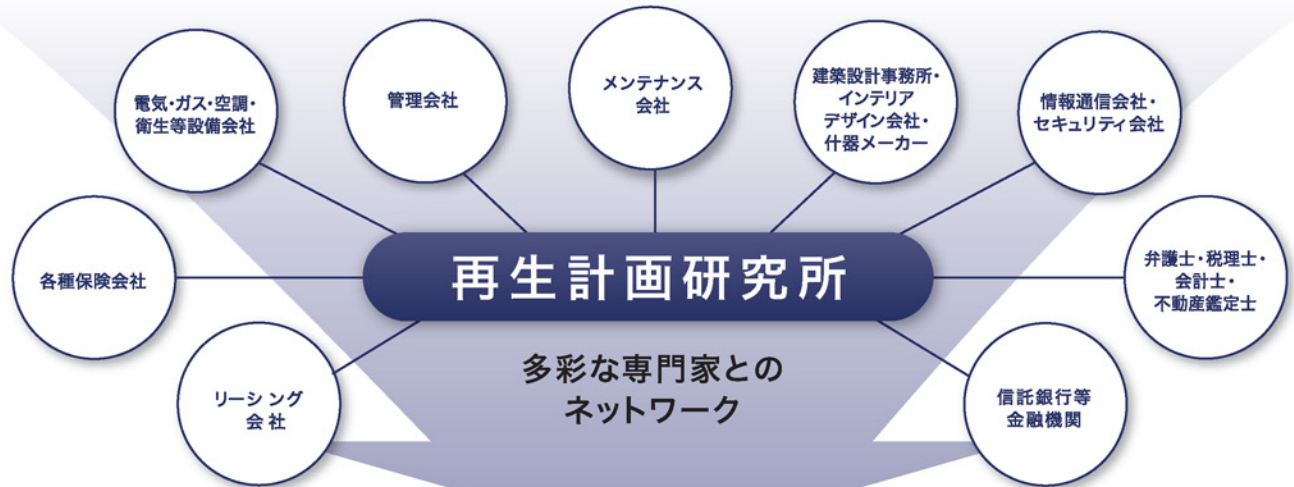 電気・ガス・空調・
衛生等設備会社
管理会社
メンテナンス
会社
建築設計事務所・
インテリア
デザイン会社・
什器メーカー
情報通信会社・
セキュリティ会社
各種保険会社
再生計画研究所
弁護士・税理士・
会計士・
不動産鑑定士
リーシング
会社
多彩な専門家との
ネットワーク
信託銀行等
金融機関